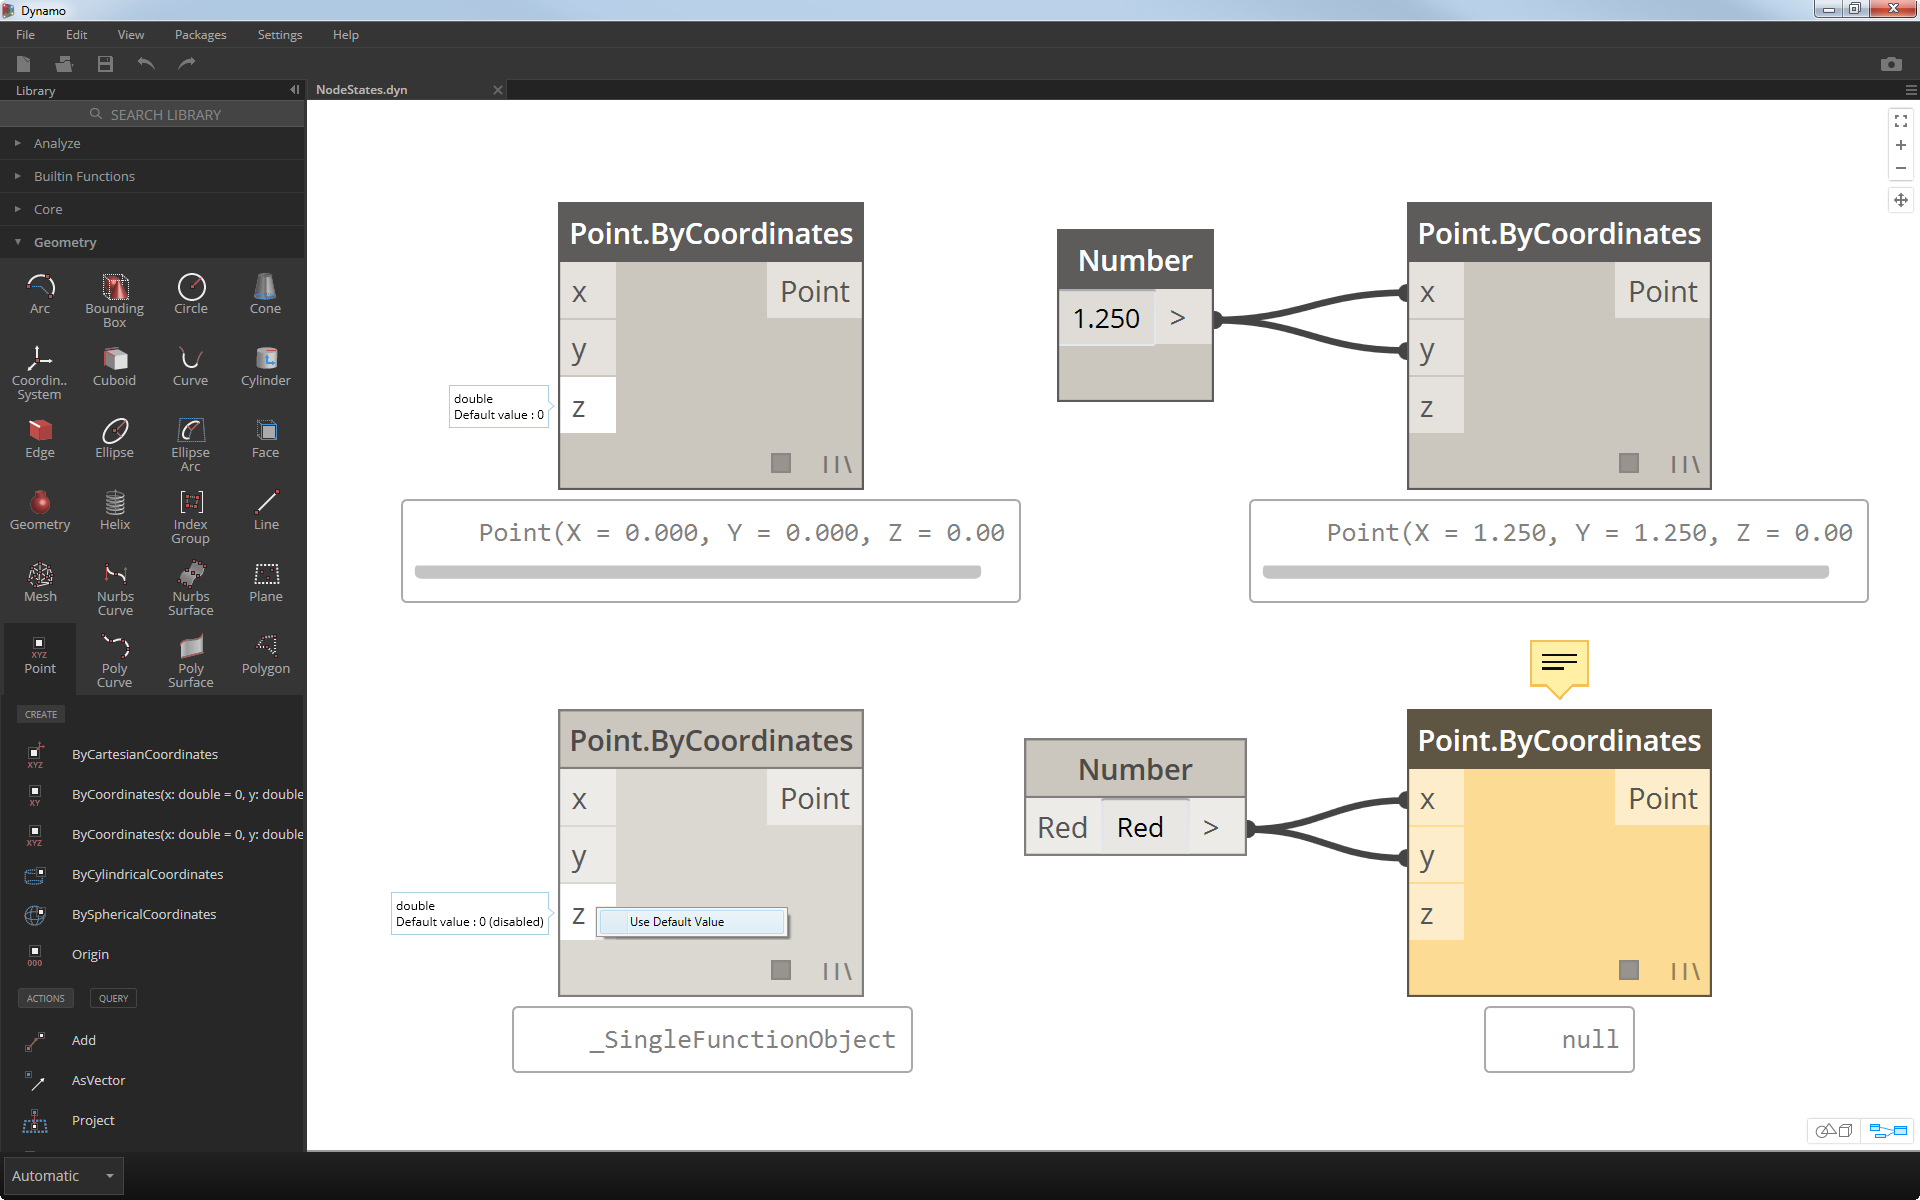 Dynamo
File Edit View Packages Settings Help
Library
NodeStates.dyn
SEARCH LIBRARY
Analyze
Builtin Functions
Core
Geometry
Arc
Bounding
Box
Circle
Cone
Coordin..
System
Cuboid
Curve
Cylinder
Edge
Ellipse
Ellipse
Arc
Face
Geometry
Helix
Index
Group
Line
Mesh
Nurbs
Curve
Nurbs
Surface
Plane
XYZ
Point
Poly
Curve
Poly
Surface
Polygon
CREATE
XYZ
ByCartesianCoordinates
XY
ByCoordinates(x: double = 0, y: double
XYZ
ByCoordinates(x: double = 0, y: double
ByCylindricalCoordinates
BySphericalCoordinates
000
Origin
ACTIONS QUERY
Add
AsVector
Project
Automatic
Point.ByCoordinates
x
Point
y
z
double
Default value : 0
Point(X = 0.000, Y = 0.000, Z = 0.00
Number
1.250 >
Point.ByCoordinates
x
Point
y
z
Point(X = 1.250, Y = 1.250, Z = 0.00
Point.ByCoordinates
x
Point
y
z
double
Default value : 0 (disabled)
Use Default Value
_SingleFunctionObject
Number
Red Red >
Point.ByCoordinates
x
Point
y
z
null